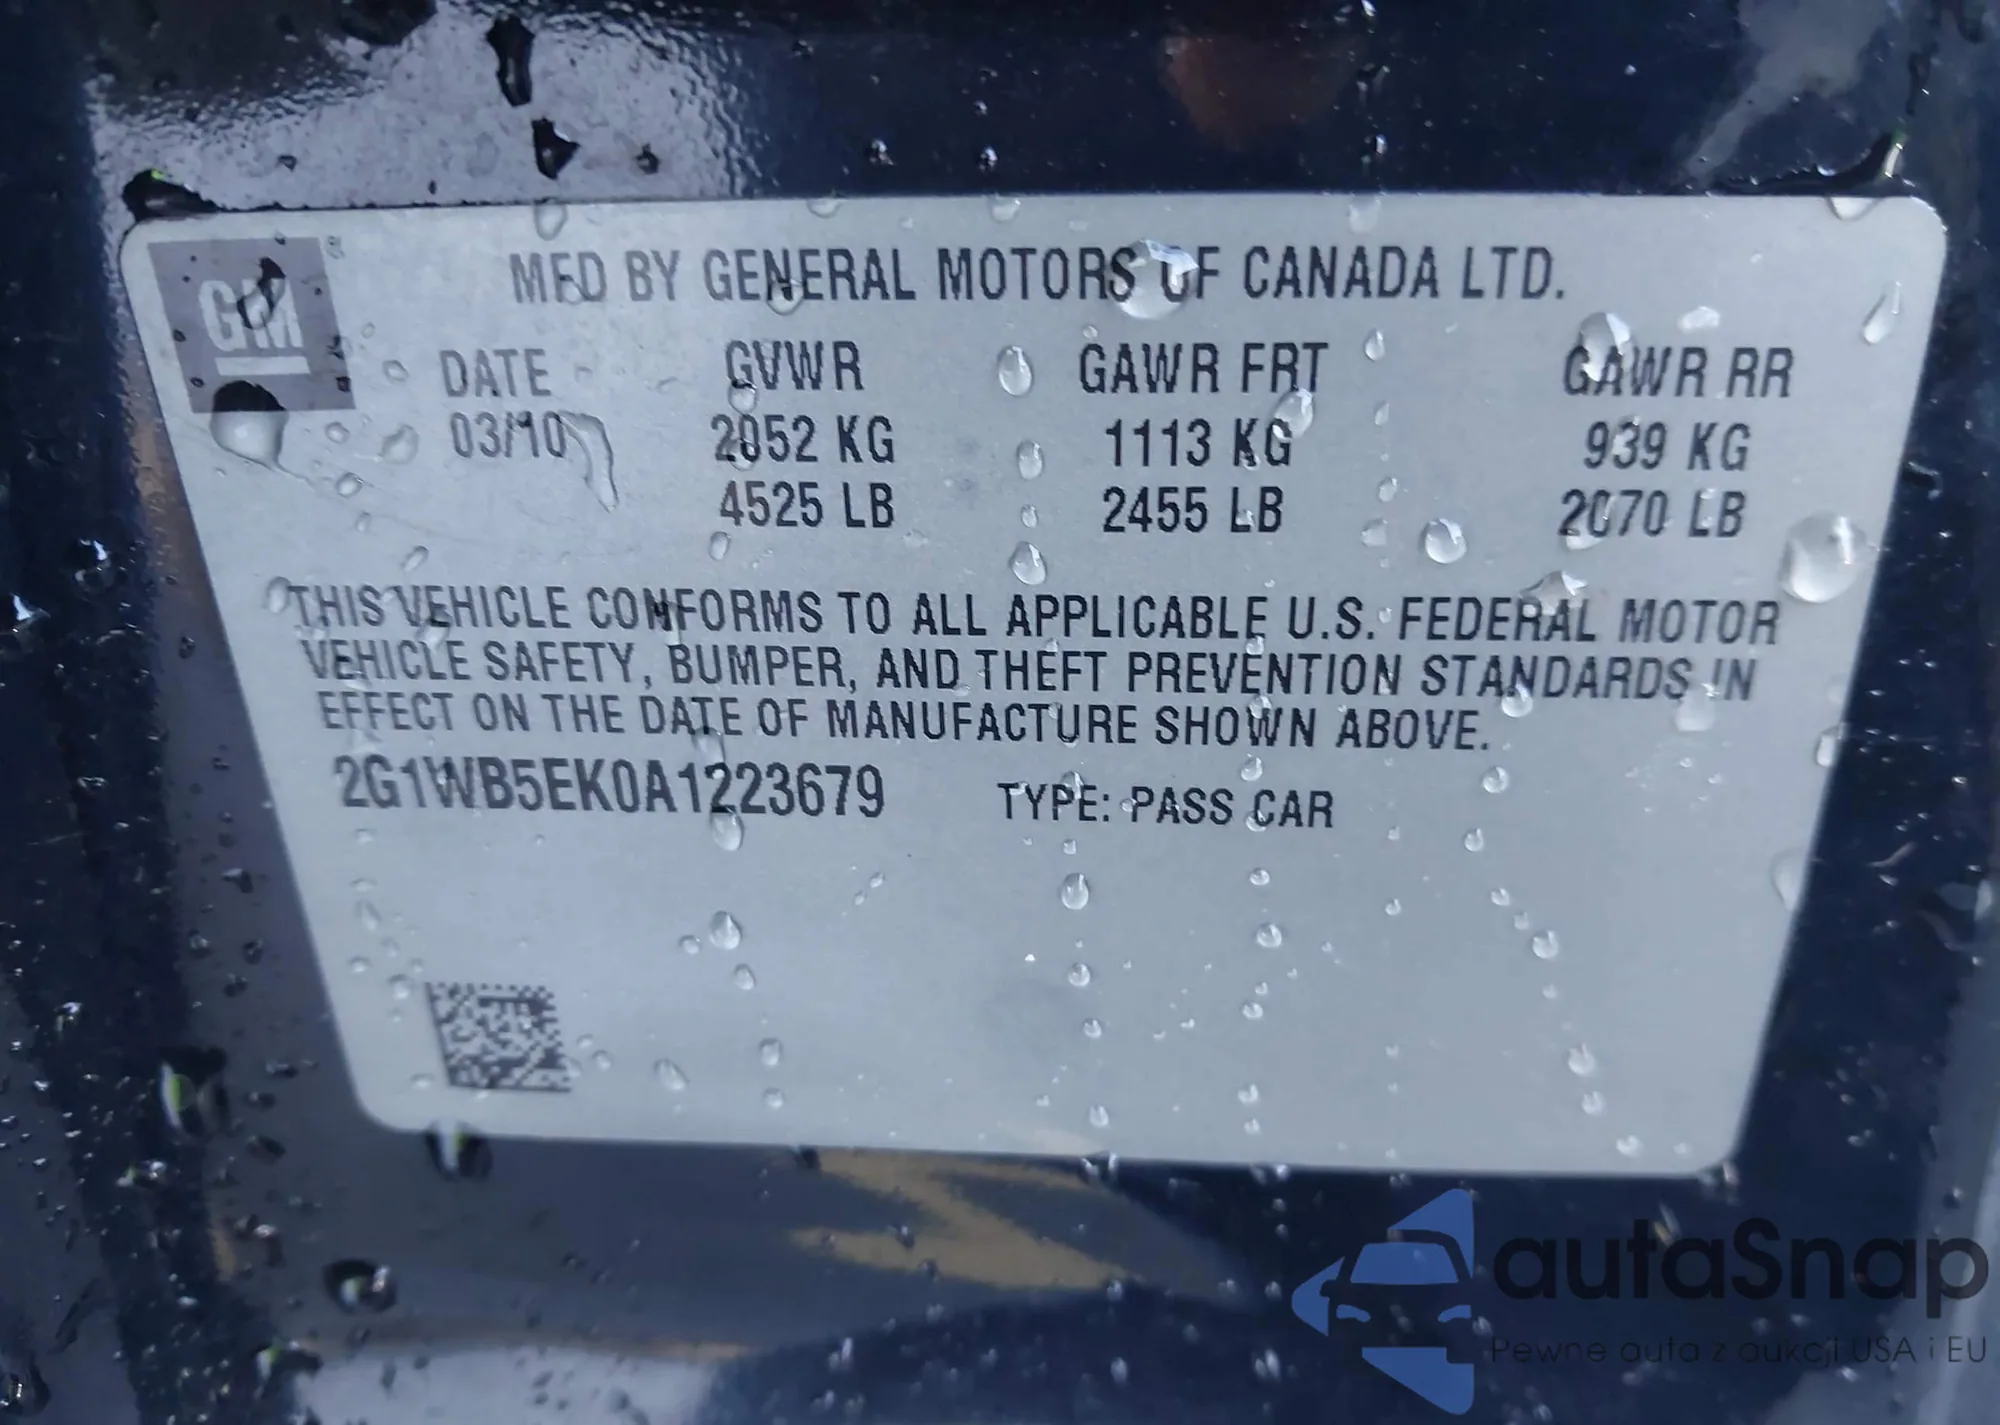 GM
MFD BY GENERAL MOTORS OF CANADA LTD.
DATE GVWR GAWR FRT GAWR RR
03/10 2052 KG 1113 KG 939 KG
4525 LB 2455 LB 2070 LB
THIS VEHICLE CONFORMS TO ALL APPLICABLE U.S. FEDERAL MOTOR
VEHICLE SAFETY, BUMPER, AND THEFT PREVENTION STANDARDS IN
EFFECT ON THE DATE OF MANUFACTURE SHOWN ABOVE.
2G1WB5EK0A1223679 TYPE: PASS CAR
autaSnap
Pewne auta z aukcji USA i EU